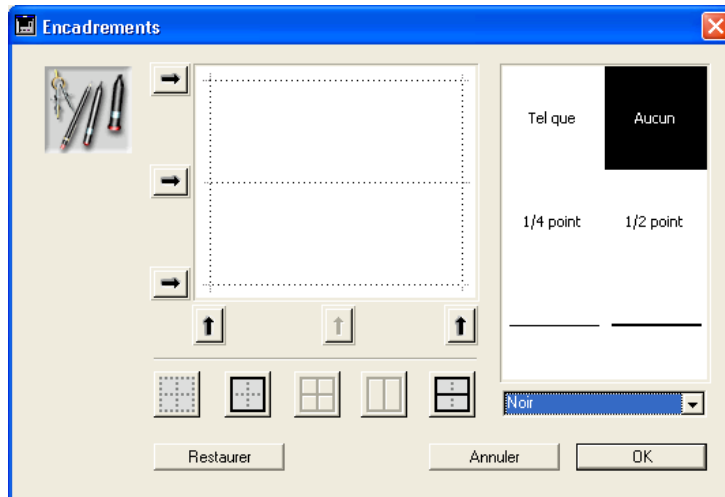 Encadrements
Tel que
Aucun
1/4 point
1/2 point
Noir
Restaurer
Annuler
OK